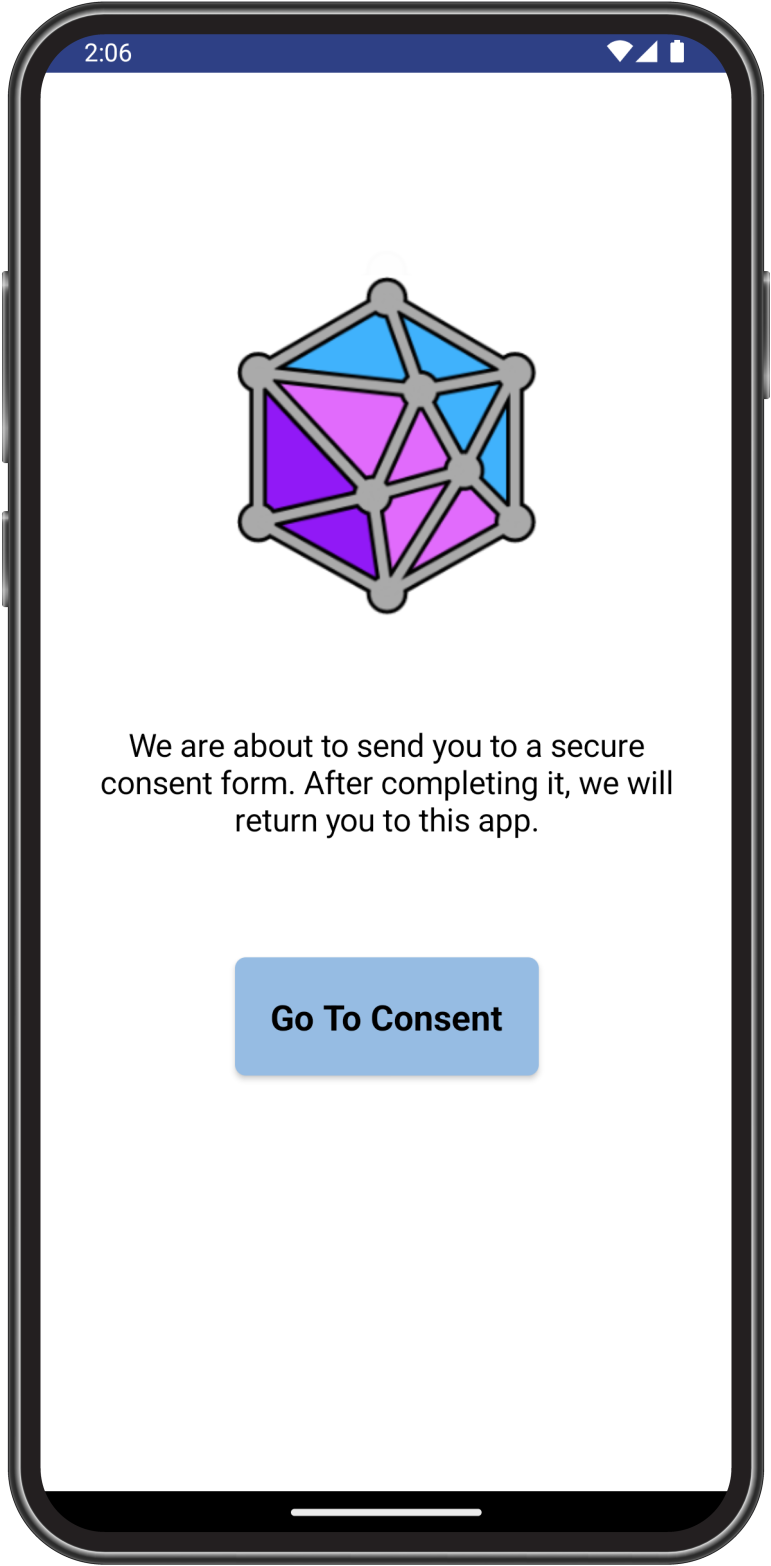 2:06
We are about to send you to a secure
consent form. After completing it, we will
return you to this app.
Go To Consent